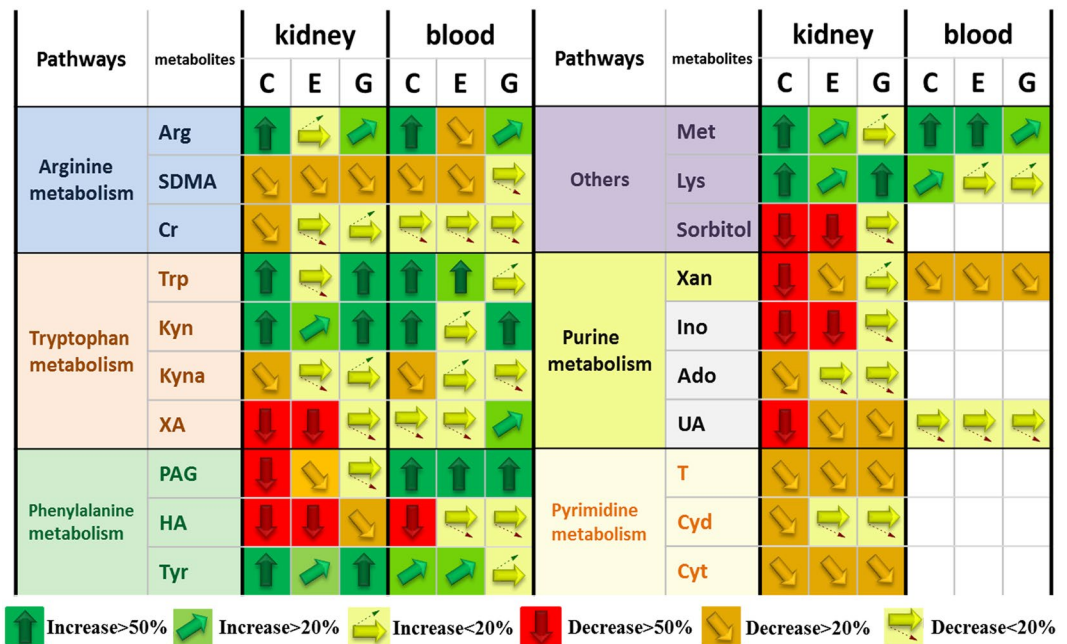 Pathways metabolites kidney blood Pathways metabolites kidney blood
C E G C E G C E G C E G
Arginine
metabolism
Arg
SDMA
Cr
Tryptophan
metabolism
Trp
Kyn
Kyna
XA
Phenylalanine
metabolism
PAG
HA
Tyr
Others
Met
Lys
Sorbitol
Purine
metabolism
Xan
Ino
Ado
UA
Pyrimidine
metabolism
T
Cyd
Cyt
Increase>50% Increase>20% Increase<20% Decrease>50% Decrease>20% Decrease<20%